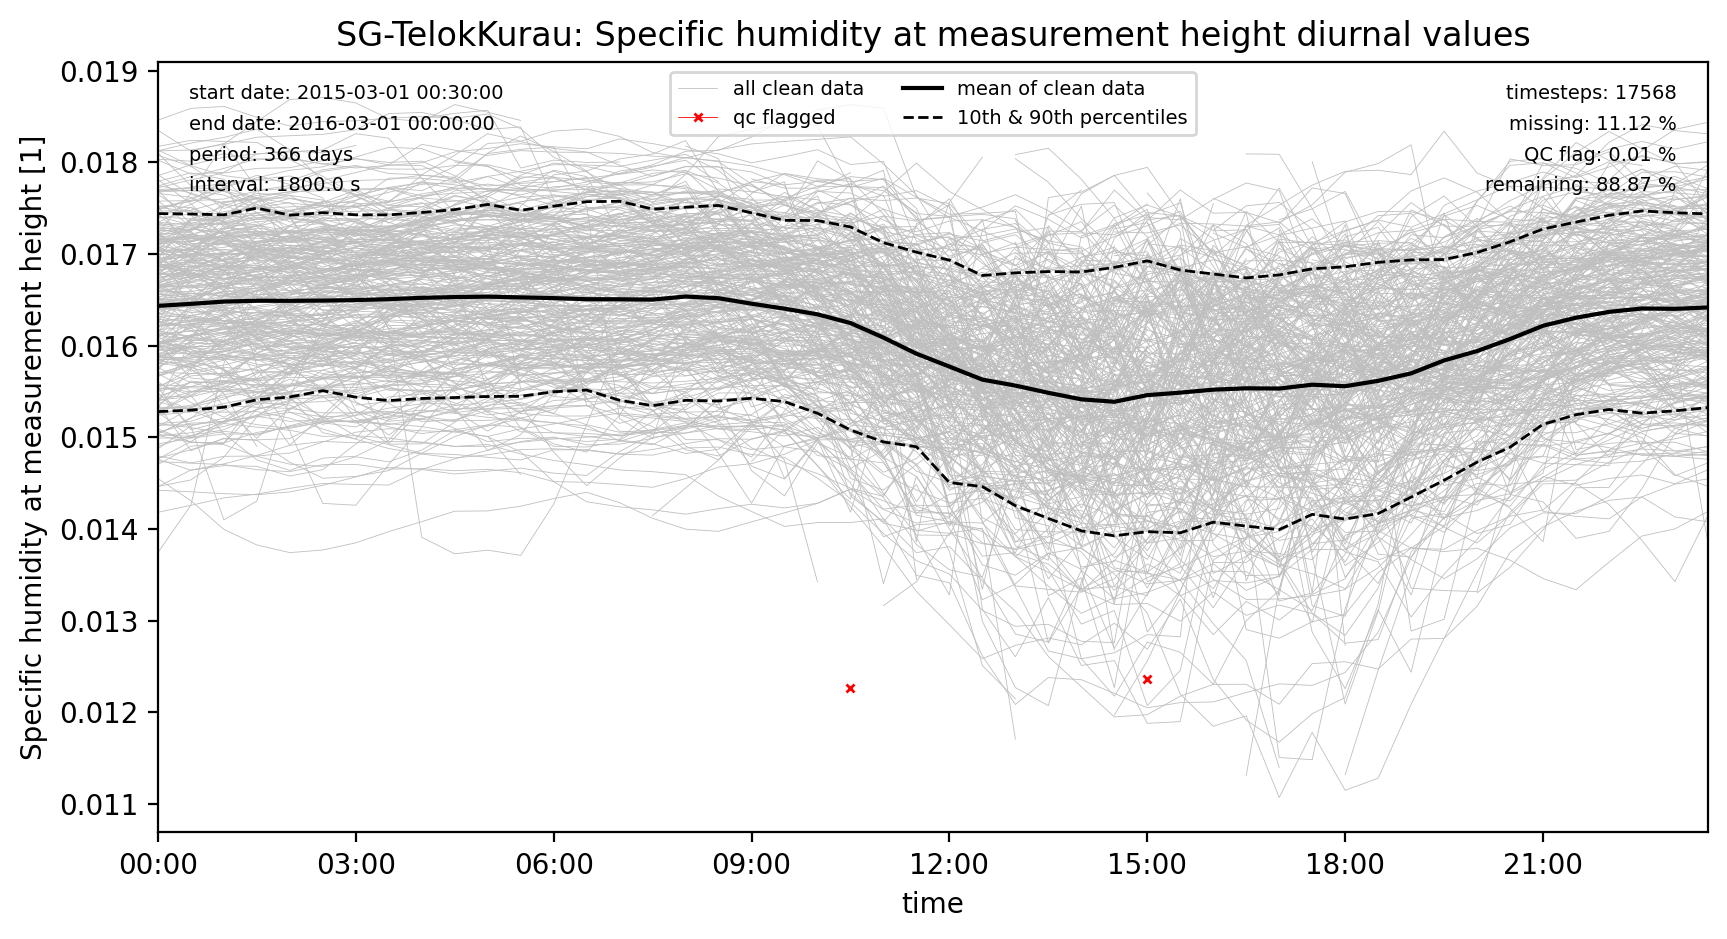 SG-TelokKurau: Specific humidity at measurement height diurnal values
start date: 2015-03-01 00:30:00
end date: 2016-03-01 00:00:00
period: 366 days
interval: 1800.0 s
all clean data
qc flagged
mean of clean data
10th & 90th percentiles
timesteps: 17568
missing: 11.12 %
QC flag: 0.01 %
remaining: 88.87 %
Specific humidity at measurement height [1]
0.019
0.018
0.017
0.016
0.015
0.014
0.013
0.012
0.011
00:00 03:00 06:00 09:00 12:00 15:00 18:00 21:00
time